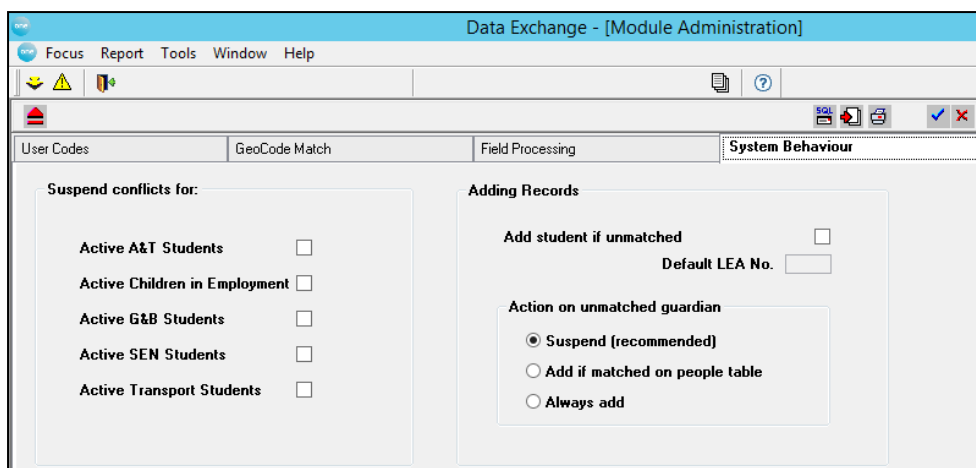 Data Exchange - [Module Administration]
Focus Report Tools Window Help
SQL
User Codes GeoCode Match Field Processing System Behaviour
Suspend conflicts for:
Active A&T Students
Active Children in Employment
Active G&B Students
Active SEN Students
Active Transport Students
Adding Records
Add student if unmatched
Default LEA No.
Action on unmatched guardian
Suspend (recommended)
Add if matched on people table
Always add